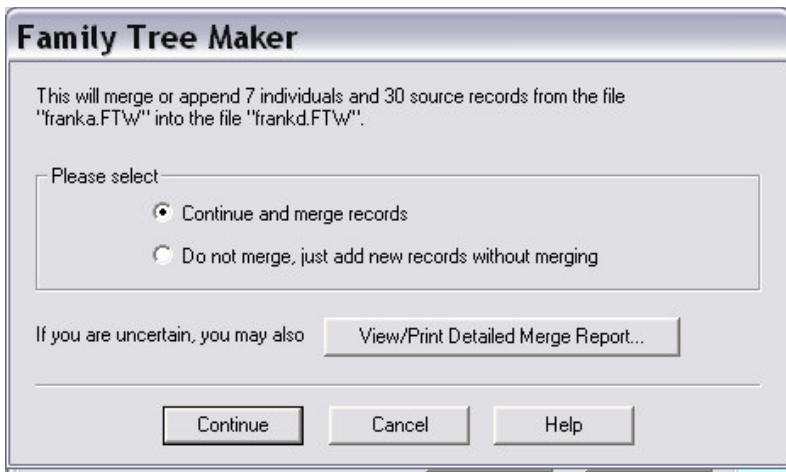 Family Tree Maker
This will merge or append 7 individuals and 30 source records from the file
"franka.FTW" into the file "frankd.FTW".
Please select
Continue and merge records
Do not merge, just add new records without merging
If you are uncertain, you may also
View/Print Detailed Merge Report...
Continue
Cancel
Help